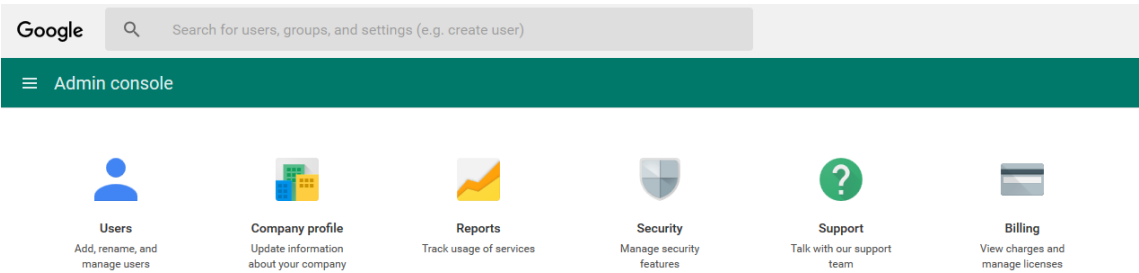 Google
Search for users, groups, and settings (e.g. create user)
Admin console
Users
Add, rename, and
manage users
Company profile
Update information
about your company
Reports
Track usage of services
Security
Manage security
features
Support
Talk with our support
team
Billing
View charges and
manage licenses